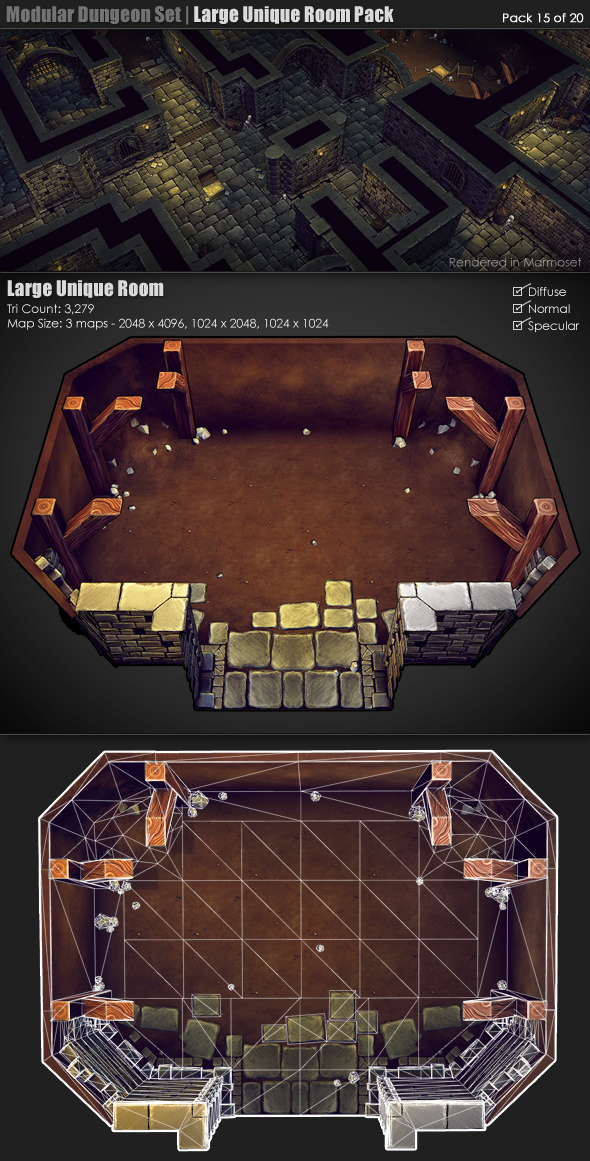 Modular Dungeon Set | Large Unique Room Pack
Pack 15 of 20
Rendered in Marmoset
Large Unique Room
Tri Count: 3,279
Map Size: 3 maps - 2048 x 4096, 1024 x 2048, 1024 x 1024
Diffuse
Normal
Specular